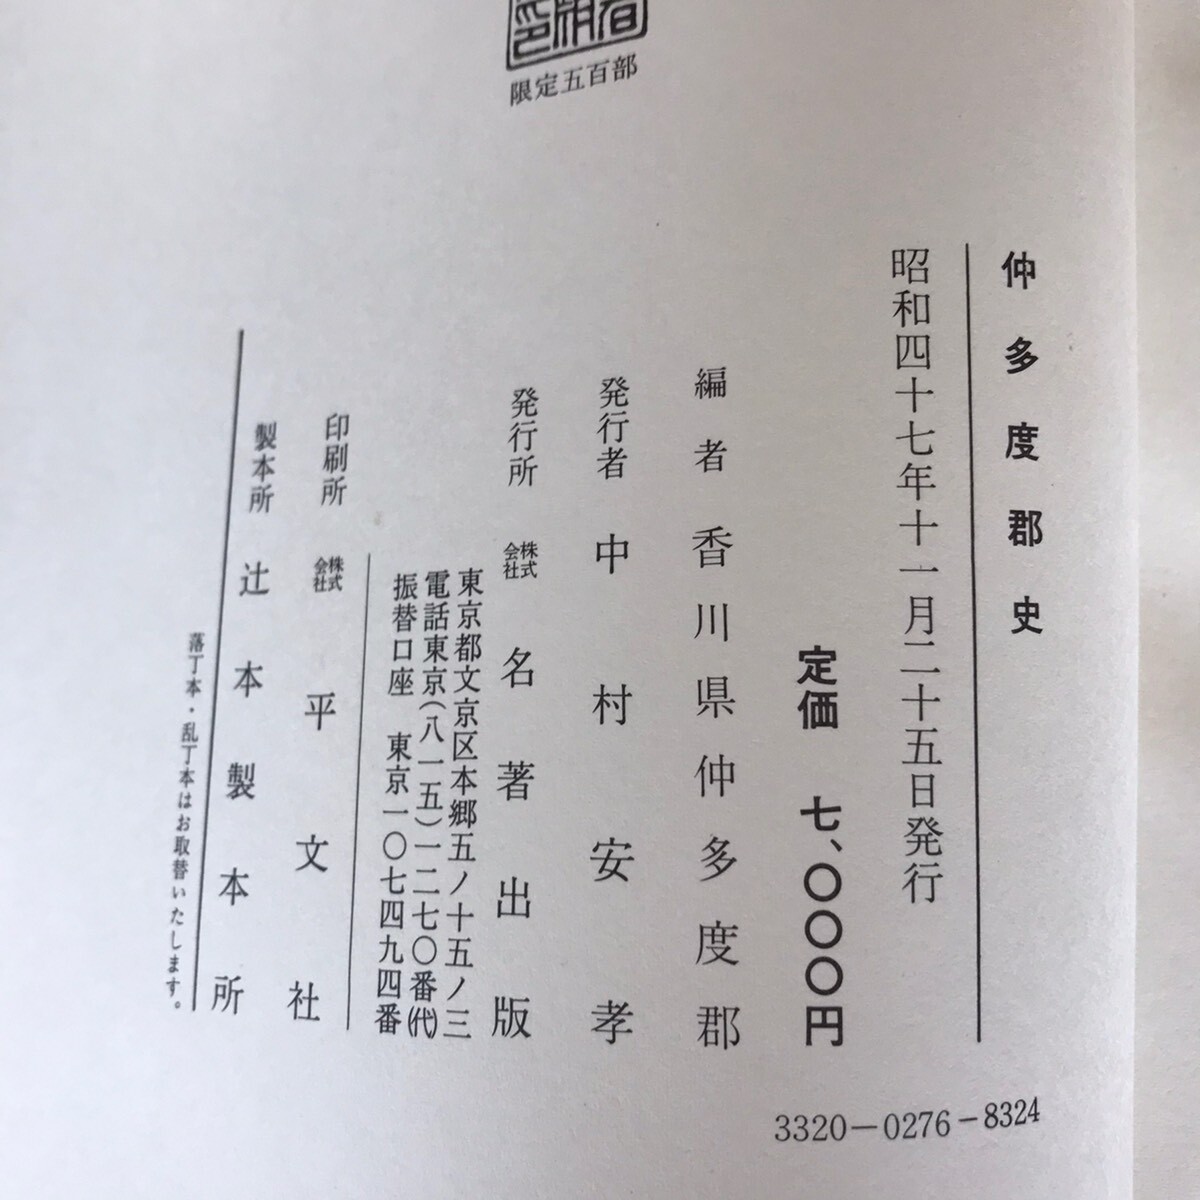 限定五百部
仲多度郡史
昭和四十七年十一月二十五日発行
定価 七、〇〇〇円
編者 香川県仲多度郡
発行者 中村安孝
発行所 株式会社 名著出版
東京都文京区本郷五ノ十五ノ三
電話東京(八一五)一二七〇番(代)
振替口座 東京一〇七四九四番
印刷所 株式会社 平文社
製本所 辻本製本所
落丁本・乱丁本はお取替いたします。
3320-0276-8324